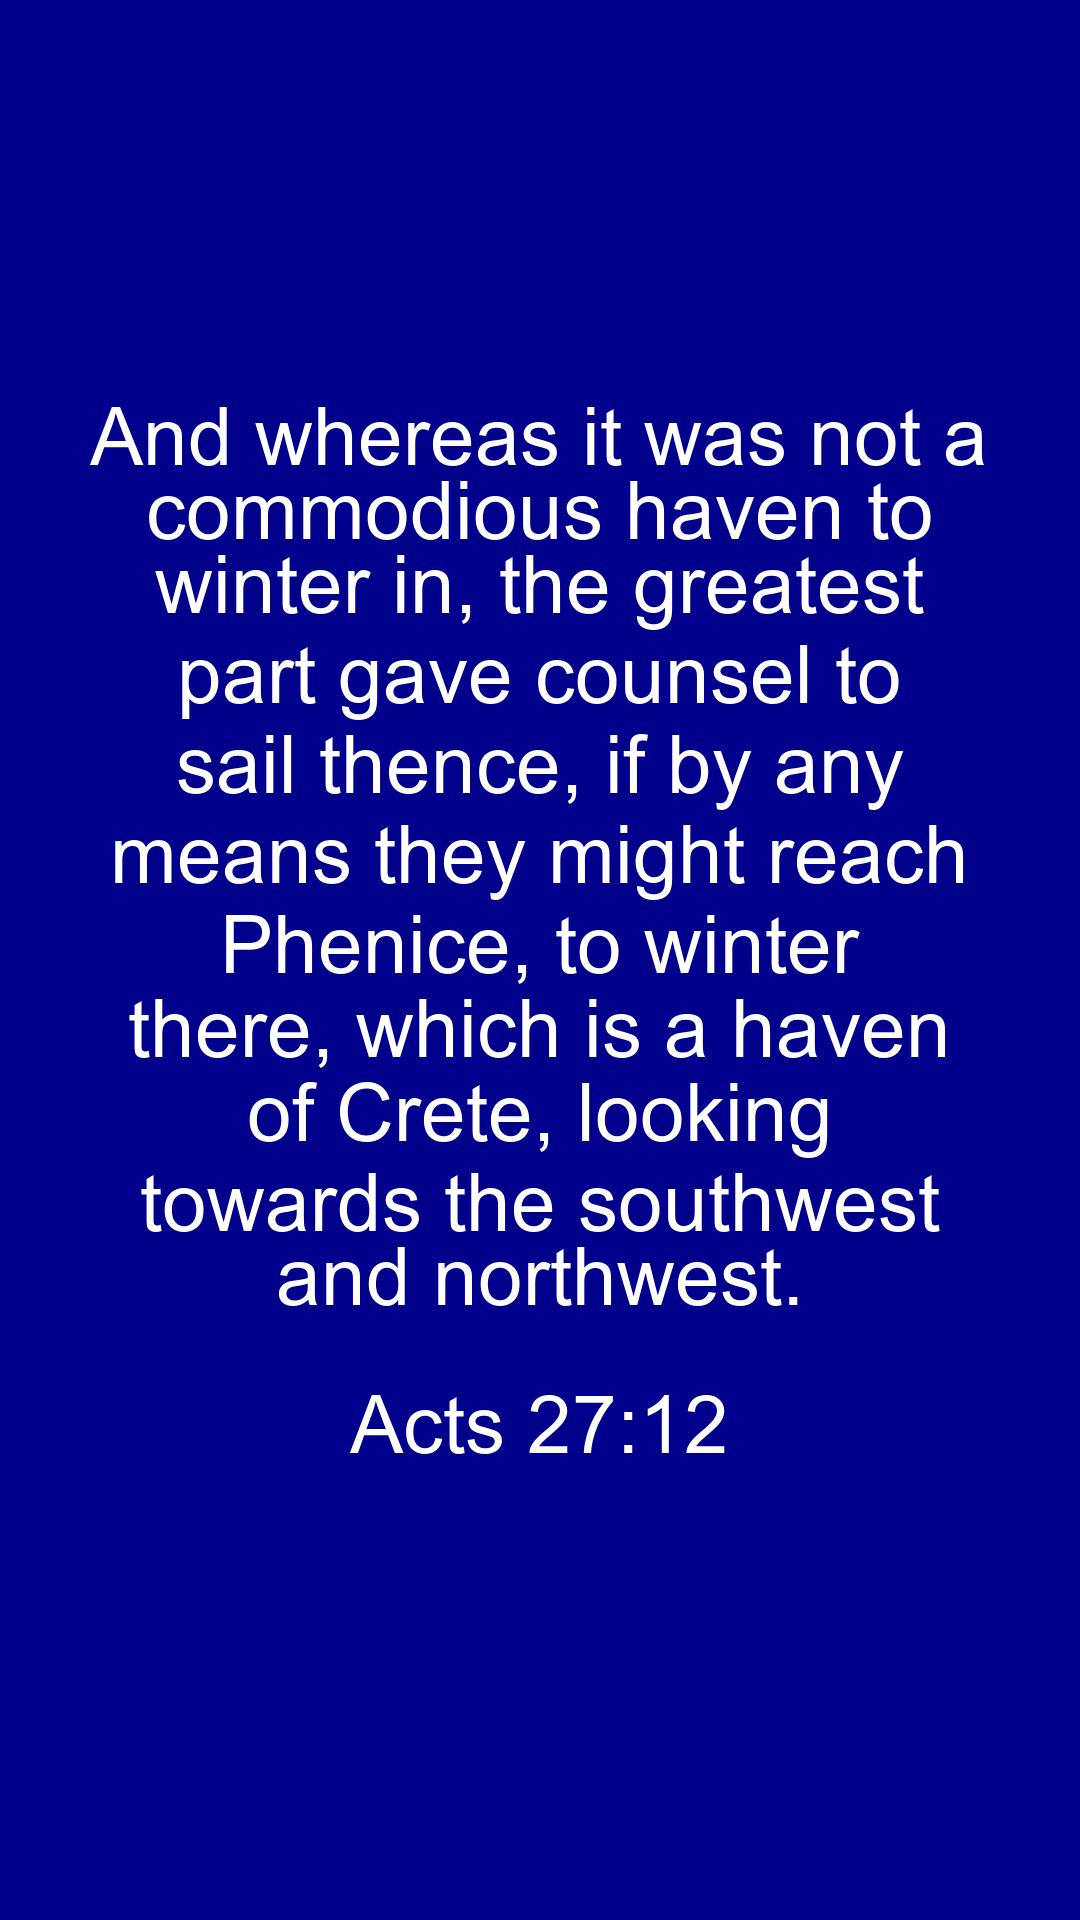 And whereas it was not a
commodious haven to
winter in, the greatest
part gave counsel to
sail thence, if by any
means they might reach
Phenice, to winter
there, which is a haven
of Crete, looking
towards the southwest
and northwest.
Acts 27:12